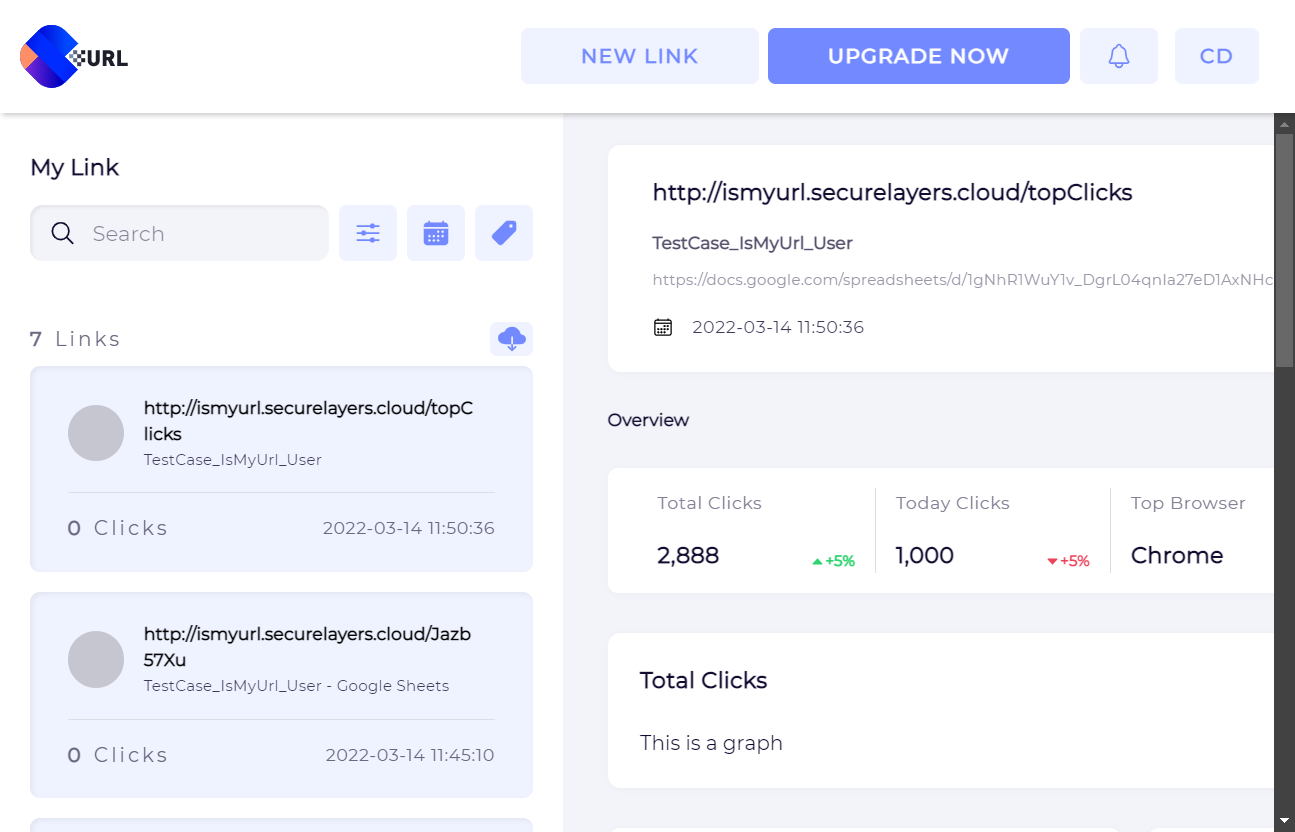 URL
NEW LINK
UPGRADE NOW
CD
My Link
Search
7 Links
http://ismyurl.securelayers.cloud/topC
licks
TestCase_IsMyUrl_User
0 Clicks
2022-03-14 11:50:36
http://ismyurl.securelayers.cloud/Jazb
57Xu
TestCase_IsMyUrl_User - Google Sheets
0 Clicks
2022-03-14 11:45:10
http://ismyurl.securelayers.cloud/topClicks
TestCase_IsMyUrl_User
https://docs.google.com/spreadsheets/d/1gNhR1WuY1v_DgrL04qnIa27eD1AxNHc
2022-03-14 11:50:36
Overview
Total Clicks
2,888
+5%
Today Clicks
1,000
+5%
Top Browser
Chrome
Total Clicks
This is a graph